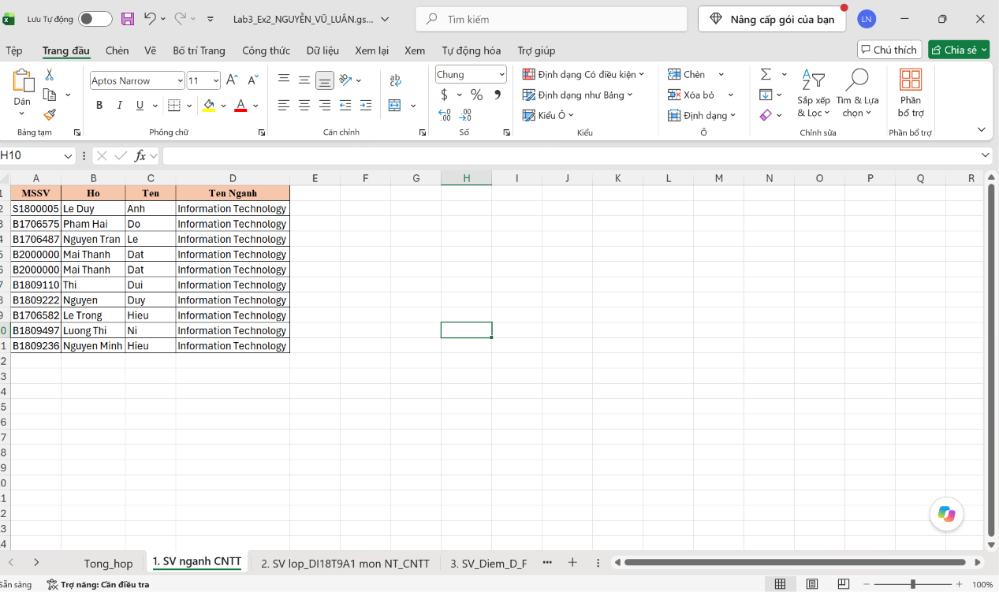 Lưu Tự động
Lab3_Ex2_NGUYỄN_VŨ_LUÂN.gs...
Tìm kiếm
Nâng cấp gói của bạn
LN
Tệp Trang đầu Chèn Vẽ Bố trí Trang Công thức Dữ liệu Xem lại Xem Tự động hóa Trợ giúp
Chú thích
Chia sẻ
Dán
Bảng tạm
Aptos Narrow 11
B I U
Phông chữ
Căn chỉnh
Chung
$ % ,
Số
Định dạng Có điều kiện
Định dạng như Bảng
Kiểu Ô
Kiểu
Chèn
Xóa bỏ
Định dạng
Ô
Sắp xếp & Lọc
Tìm & Lựa chọn
Chỉnh sửa
Phần bổ trợ
Phần bổ trợ
H10
fx
A B C D E F G H I J K L M N O P Q R
MSSV Ho Ten Ten Nganh
S1800005 Le Duy Anh Information Technology
B1706575 Pham Hai Do Information Technology
B1706487 Nguyen Tran Le Information Technology
B2000000 Mai Thanh Dat Information Technology
B2000000 Mai Thanh Dat Information Technology
B1809110 Thi Dui Information Technology
B1809222 Nguyen Duy Information Technology
B1706582 Le Trong Hieu Information Technology
B1809497 Luong Thi Ni Information Technology
B1809236 Nguyen Minh Hieu Information Technology
Tong_hop 1. SV nganh CNTT 2. SV lop_DI18T9A1 mon NT_CNTT 3. SV_Diem_D_F ...
Sẵn sàng Trợ năng: Cần điều tra 100%